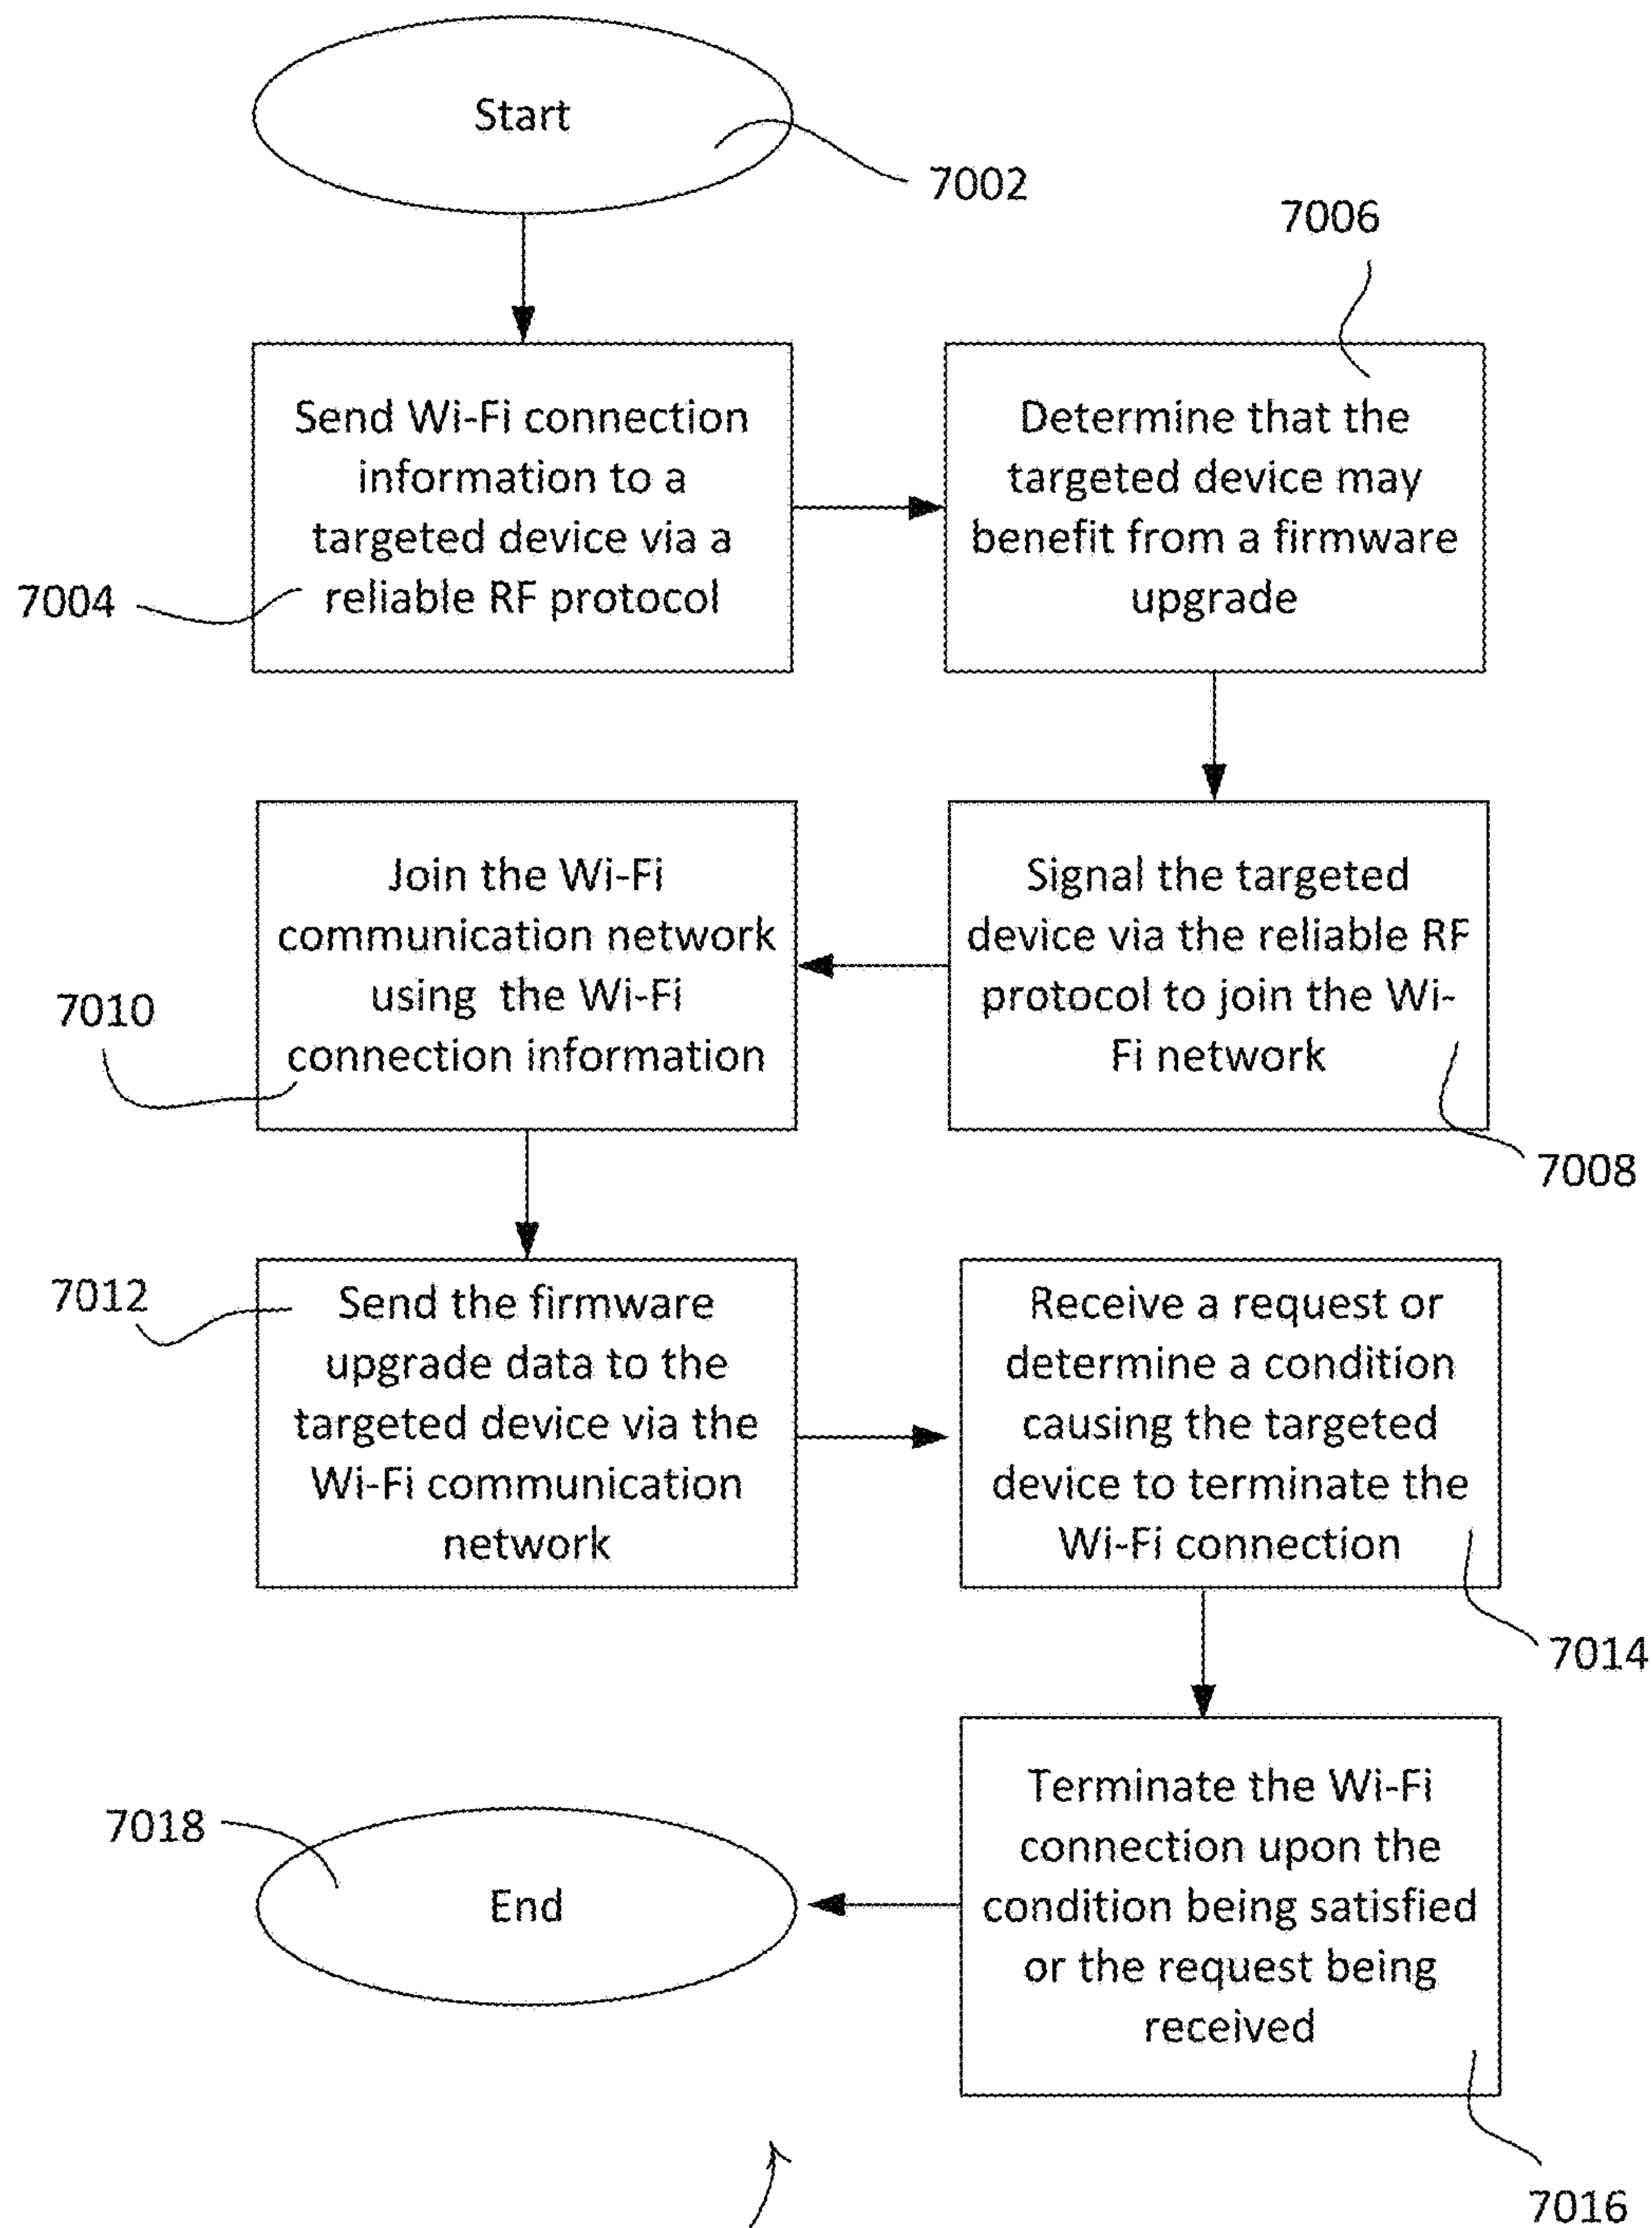 Start
7002
7006
Send Wi-Fi connection
information to a
targeted device via a
reliable RF protocol
7004
Determine that the
targeted device may
benefit from a firmware
upgrade
Signal the targeted
device via the reliable RF
protocol to join the Wi-
Fi network
7008
Join the Wi-Fi
communication network
using the Wi-Fi
connection information
7010
Send the firmware
upgrade data to the
targeted device via the
Wi-Fi communication
network
7012
Receive a request or
determine a condition
causing the targeted
device to terminate the
Wi-Fi connection
7014
Terminate the Wi-Fi
connection upon the
condition being satisfied
or the request being
received
7016
7018
End